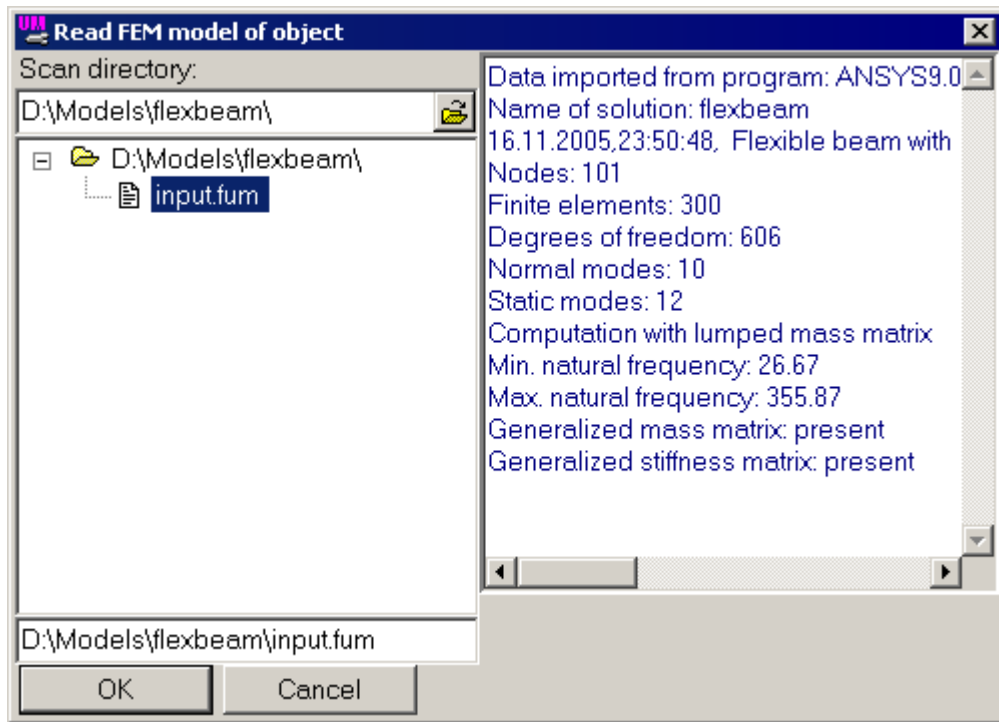 UM Read FEM model of object
Scan directory:
D:\Models\flexbeam\
D:\Models\flexbeam\
input.fum
D:\Models\flexbeam\input.fum
OK Cancel
Data imported from program: ANSYS9.0
Name of solution: flexbeam
16.11.2005,23:50:48, Flexible beam with
Nodes: 101
Finite elements: 300
Degrees of freedom: 606
Normal modes: 10
Static modes: 12
Computation with lumped mass matrix
Min. natural frequency: 26.67
Max. natural frequency: 355.87
Generalized mass matrix: present
Generalized stiffness matrix: present